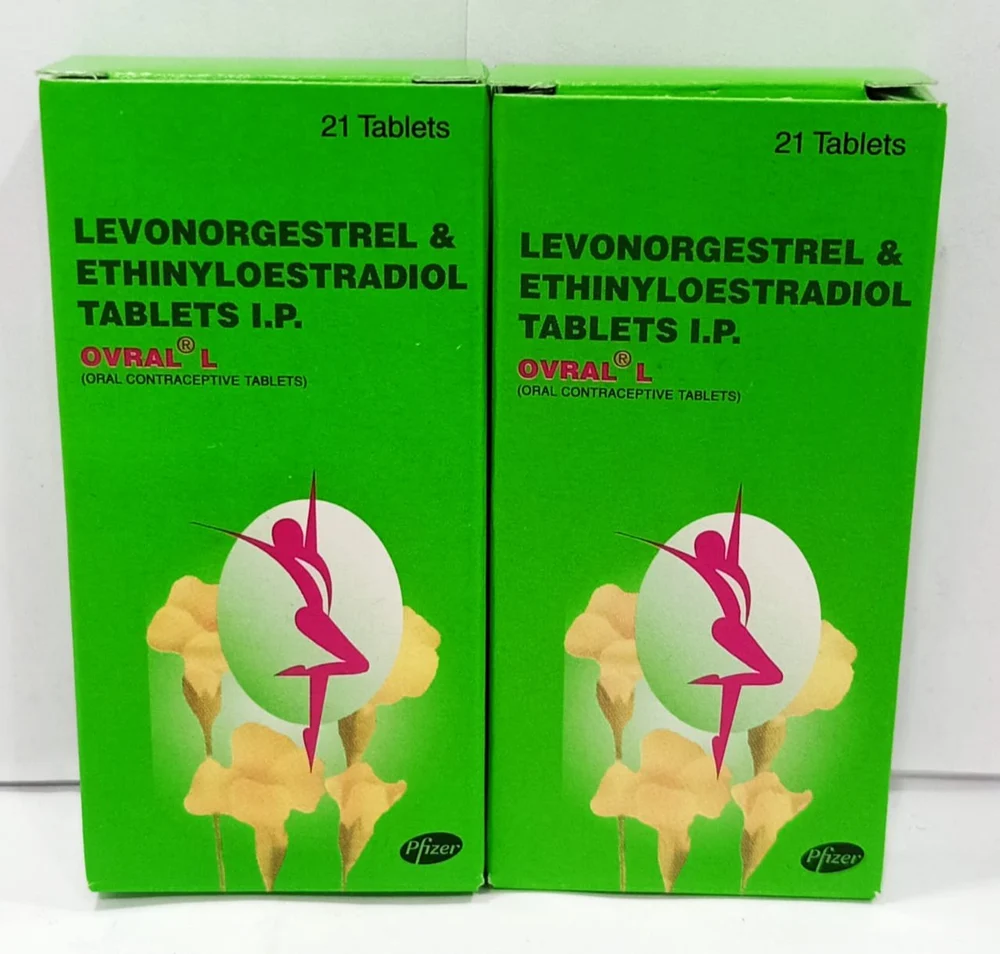 21 Tablets
LEVONORGESTREL &
ETHINYLOESTRADIOL
TABLETS I.P.
OVRAL® L
(ORAL CONTRACEPTIVE TABLETS)
Pfizer
21 Tablets
LEVONORGESTREL &
ETHINYLOESTRADIOL
TABLETS I.P.
OVRAL® L
(ORAL CONTRACEPTIVE TABLETS)
Pfizer